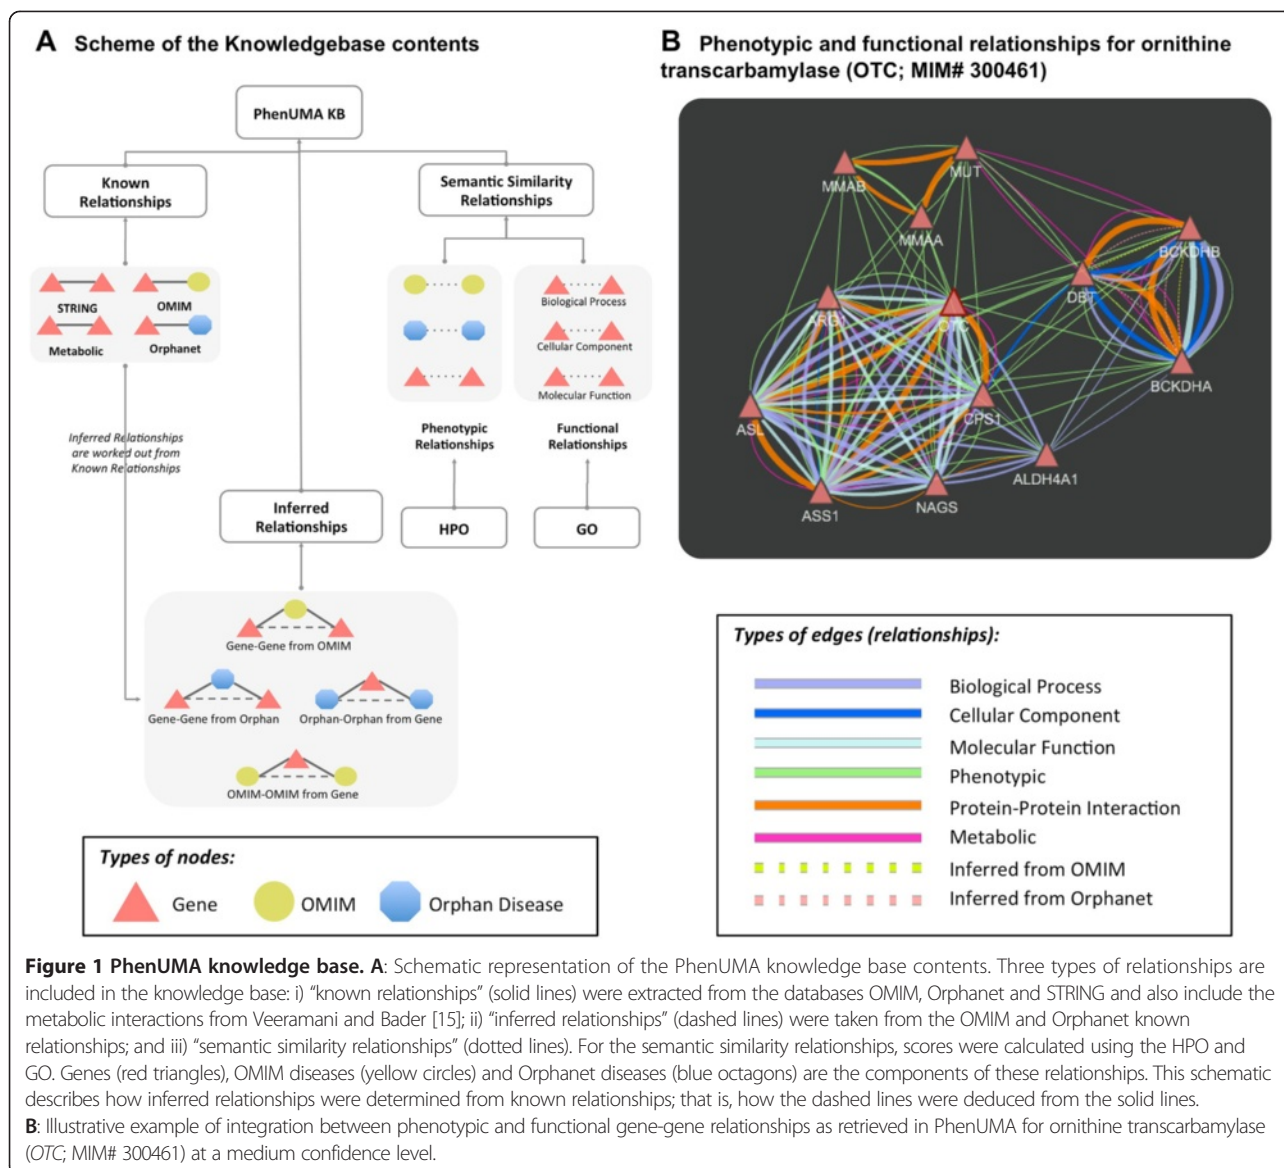 A Scheme of the Knowledgebase contents
PhenUMA KB
Known
Relationships
Semantic Similarity
Relationships
STRING
OMIM
Metabolic
Orphanet
Biological Process
Cellular Component
Molecular Function
Inferred Relationships
are worked out from
Known Relationships
Phenotypic
Relationships
Functional
Relationships
Inferred
Relationships
HPO
GO
Gene-Gene from OMIM
Gene-Gene from Orphan
Orphan-Orphan from Gene
OMIM-OMIM from Gene
Types of nodes:
Gene
OMIM
Orphan Disease
B Phenotypic and functional relationships for ornithine
transcarbamylase (OTC; MIM# 300461)
MMAB
MUT
MMAA
BCKDHB
DBT
ARG1
OTC
BCKDHA
ASL
CPS1
ALDH4A1
ASS1
NAGS
Types of edges (relationships):
Biological Process
Cellular Component
Molecular Function
Phenotypic
Protein-Protein Interaction
Metabolic
Inferred from OMIM
Inferred from Orphanet
Figure 1 PhenUMA knowledge base. A: Schematic representation of the PhenUMA knowledge base contents. Three types of relationships are
included in the knowledge base: i) “known relationships” (solid lines) were extracted from the databases OMIM, Orphanet and STRING and also include the
metabolic interactions from Veeramani and Bader [15]; ii) “inferred relationships” (dashed lines) were taken from the OMIM and Orphanet known
relationships; and iii) “semantic similarity relationships” (dotted lines). For the semantic similarity relationships, scores were calculated using the HPO and
GO. Genes (red triangles), OMIM diseases (yellow circles) and Orphanet diseases (blue octagons) are the components of these relationships. This schematic
describes how inferred relationships were determined from known relationships; that is, how the dashed lines were deduced from the solid lines.
B: Illustrative example of integration between phenotypic and functional gene-gene relationships as retrieved in PhenUMA for ornithine transcarbamylase
(OTC; MIM# 300461) at a medium confidence level.